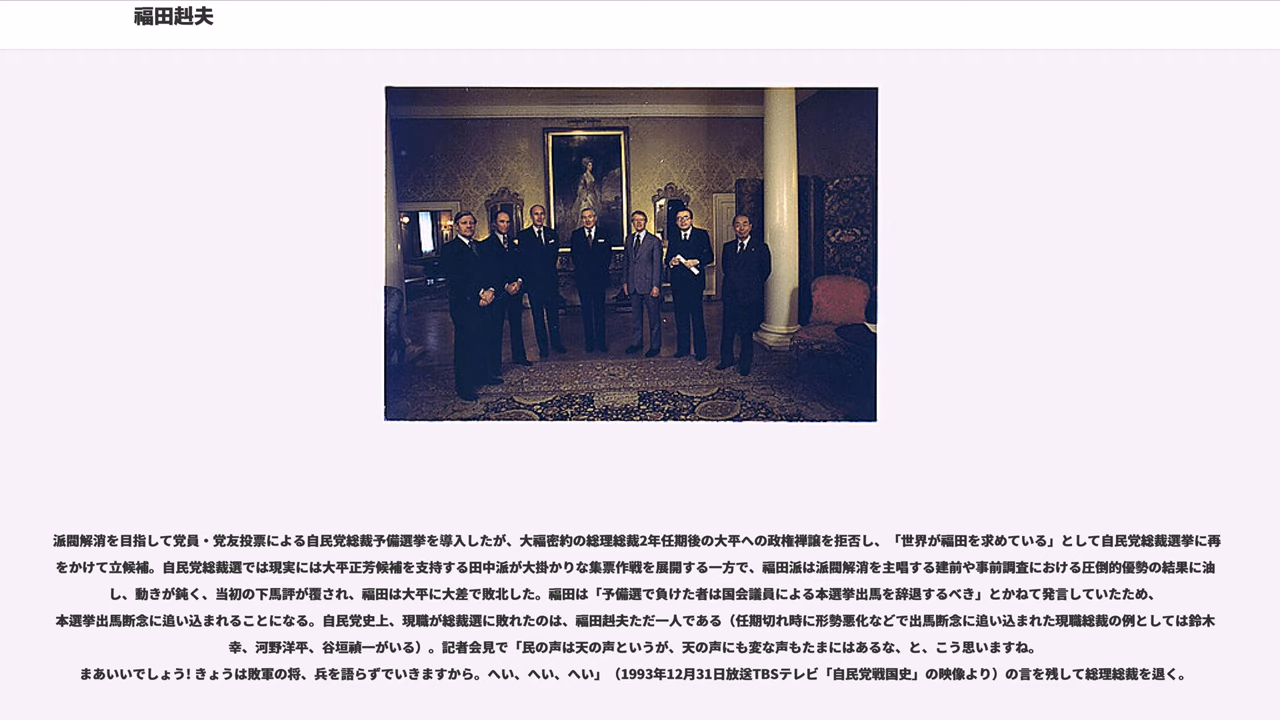 福田赳夫
派閥解消を目指して党員・党友投票による自民党総裁予備選挙を導入したが、大福密約の総理総裁2年任期後の大平への政権禅譲を拒否し、「世界が福田を求めている」として自民党総裁選挙に再
をかけて立候補。自民党総裁選では現実には大平正芳候補を支持する田中派が大掛かりな集票作戦を展開する一方で、福田派は派閥解消を主唱する建前や事前調査における圧倒的優勢の結果に油
し、動きが鈍く、当初の下馬評が覆され、福田は大平に大差で敗北した。福田は「予備選で負けた者は国会議員による本選挙出馬を辞退するべき」とかねて発言していたため、
本選挙出馬断念に追い込まれることになる。自民党史上、現職が総裁選に敗れたのは、福田赳夫ただ一人である（任期切れ時に形勢悪化などで出馬断念に追い込まれた現職総裁の例としては鈴木
幸、河野洋平、谷垣禎一がいる）。記者会見で「民の声は天の声というが、天の声にも変な声もたまにはあるな、と、こう思いますね。
まあいいでしょう! きょうは敗軍の将、兵を語らずでいきますから。へい、へい、へい」（1993年12月31日放送TBSテレビ「自民党戦国史」の映像より）の言を残して総理総裁を退く。